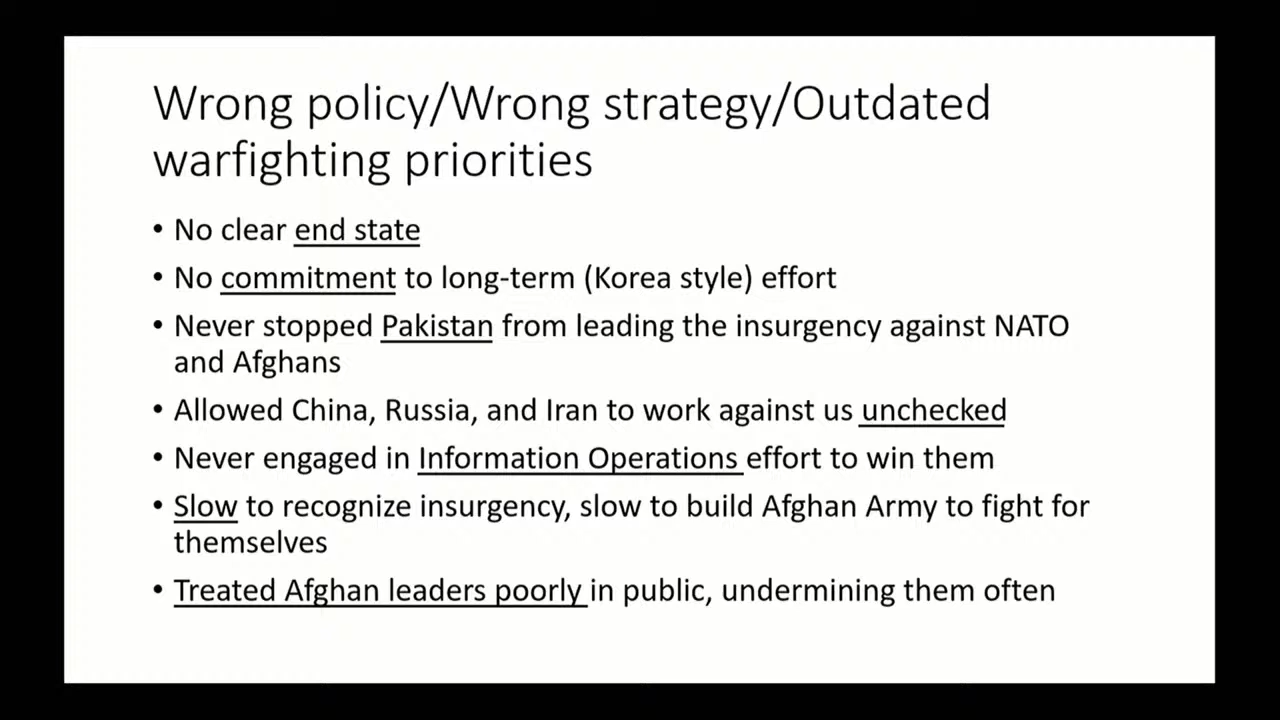 Wrong policy/Wrong strategy/Outdated
warfighting priorities
• No clear end state
• No commitment to long-term (Korea style) effort
• Never stopped Pakistan from leading the insurgency against NATO
and Afghans
• Allowed China, Russia, and Iran to work against us unchecked
• Never engaged in Information Operations effort to win them
• Slow to recognize insurgency, slow to build Afghan Army to fight for
themselves
• Treated Afghan leaders poorly in public, undermining them often